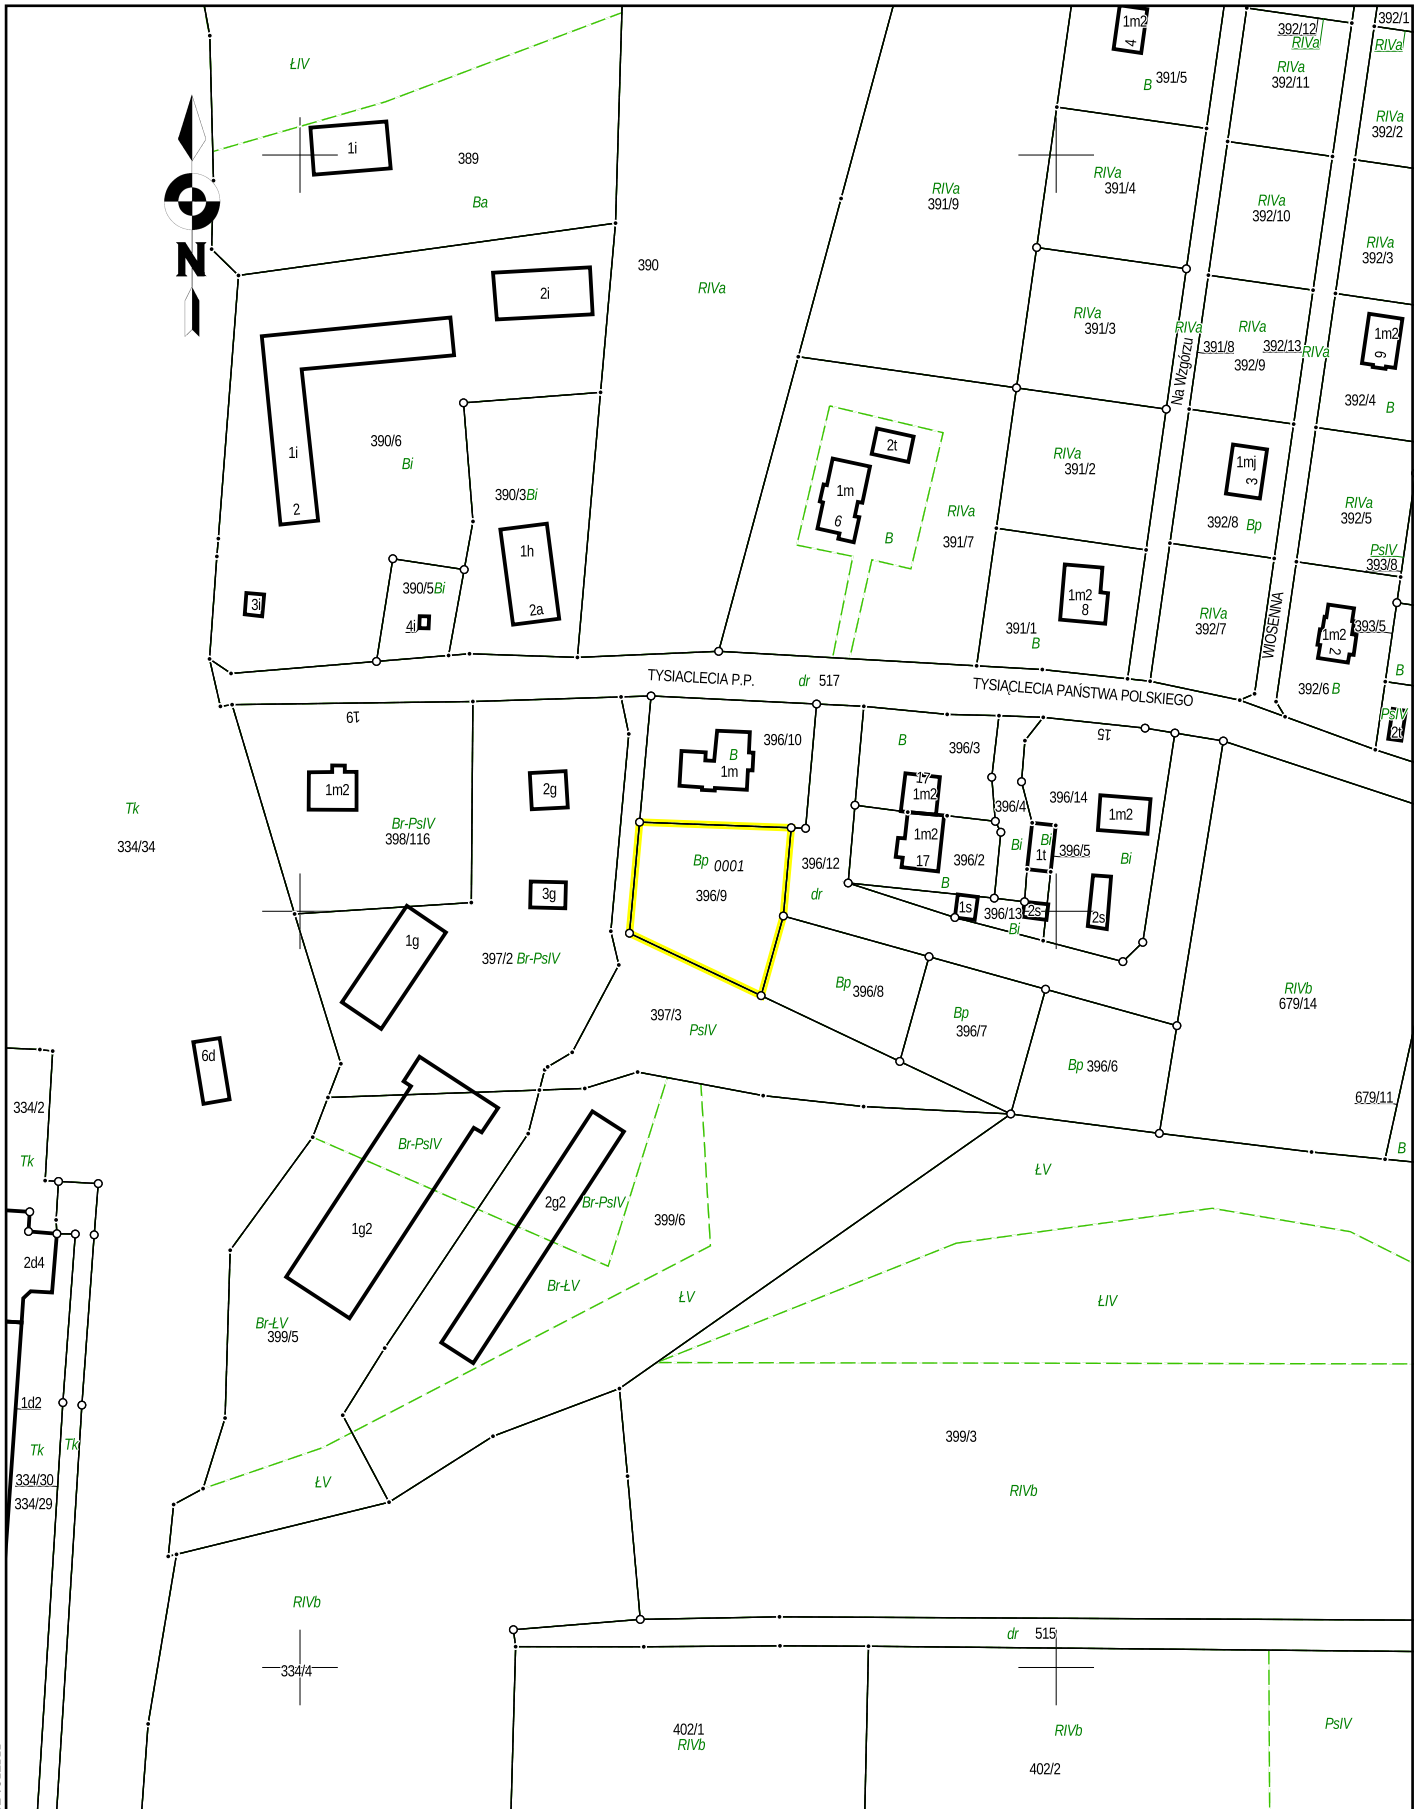 1m2
4
391/5
B
392/12
RIVa
392/1
RIVa
RIVa
392/11
RIVa
392/2
ŁIV
1i
389
Ba
N
RIVa
391/9
RIVa
391/4
RIVa
392/10
RIVa
392/3
390
RIVa
2i
RIVa
391/3
RIVa
391/8
RIVa
392/13
392/9
RIVa
1m2
9
392/4
B
Na Wzgórzu
1i
2
390/6
Bi
390/3 Bi
2t
1m
6
B
RIVa
391/7
RIVa
391/2
1mj
3
392/8
Bp
RIVa
392/5
PsIV
393/8
1h
2a
390/5 Bi
4i
3i
1m2
8
391/1
B
RIVa
392/7
WIOSENNA
1m2
2
393/5
392/6 B
B
PsIV
2t
TYSIACLECIA P.P.
dr 517
TYSIĄCLECIA PAŃSTWA POLSKIEGO
19
1m2
Br-PsIV
398/116
2g
3g
396/10
B
1m
B
396/3
17
1m2
1m2
17
396/2
B
396/4
Bi
15
396/14
1m2
Bi
1t
396/5
Bi
Tk
334/34
Bp 0001
396/9
396/12
dr
1s
396/13
2s
Bi
2s
1g
397/2 Br-PsIV
397/3
PsIV
Bp 396/8
Bp
396/7
Bp 396/6
RIVb
679/14
679/11
B
6d
334/2
Tk
Br-PsIV
1g2
2g2
Br-PsIV
399/6
Br-ŁV
ŁV
ŁV
ŁIV
2d4
Br-ŁV
399/5
1d2
Tk
Tk
334/30
334/29
ŁV
399/3
RIVb
RIVb
334/4
dr 515
402/1
RIVb
RIVb
402/2
PsIV